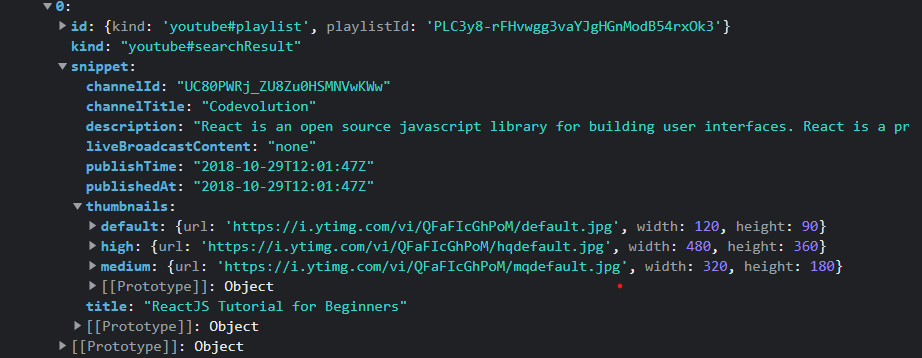 0:
id: {kind: 'youtube#playlist', playlistId: 'PLC3y8-rFHvwgg3vaYJgHGnModB54rxOk3'}
kind: "youtube#searchResult"
snippet:
channelId: "UC80PWRj_ZU8Zu0HSMNVwKWw"
channelTitle: "Codevolution"
description: "React is an open source javascript library for building user interfaces. React is a pr
liveBroadcastContent: "none"
publishTime: "2018-10-29T12:01:47Z"
publishedAt: "2018-10-29T12:01:47Z"
thumbnails:
default: {url: 'https://i.ytimg.com/vi/QFaFIcGhPoM/default.jpg', width: 120, height: 90}
high: {url: 'https://i.ytimg.com/vi/QFaFIcGhPoM/hqdefault.jpg', width: 480, height: 360}
medium: {url: 'https://i.ytimg.com/vi/QFaFIcGhPoM/mqdefault.jpg', width: 320, height: 180}
[[Prototype]]: Object
title: "ReactJS Tutorial for Beginners"
[[Prototype]]: Object
[[Prototype]]: Object